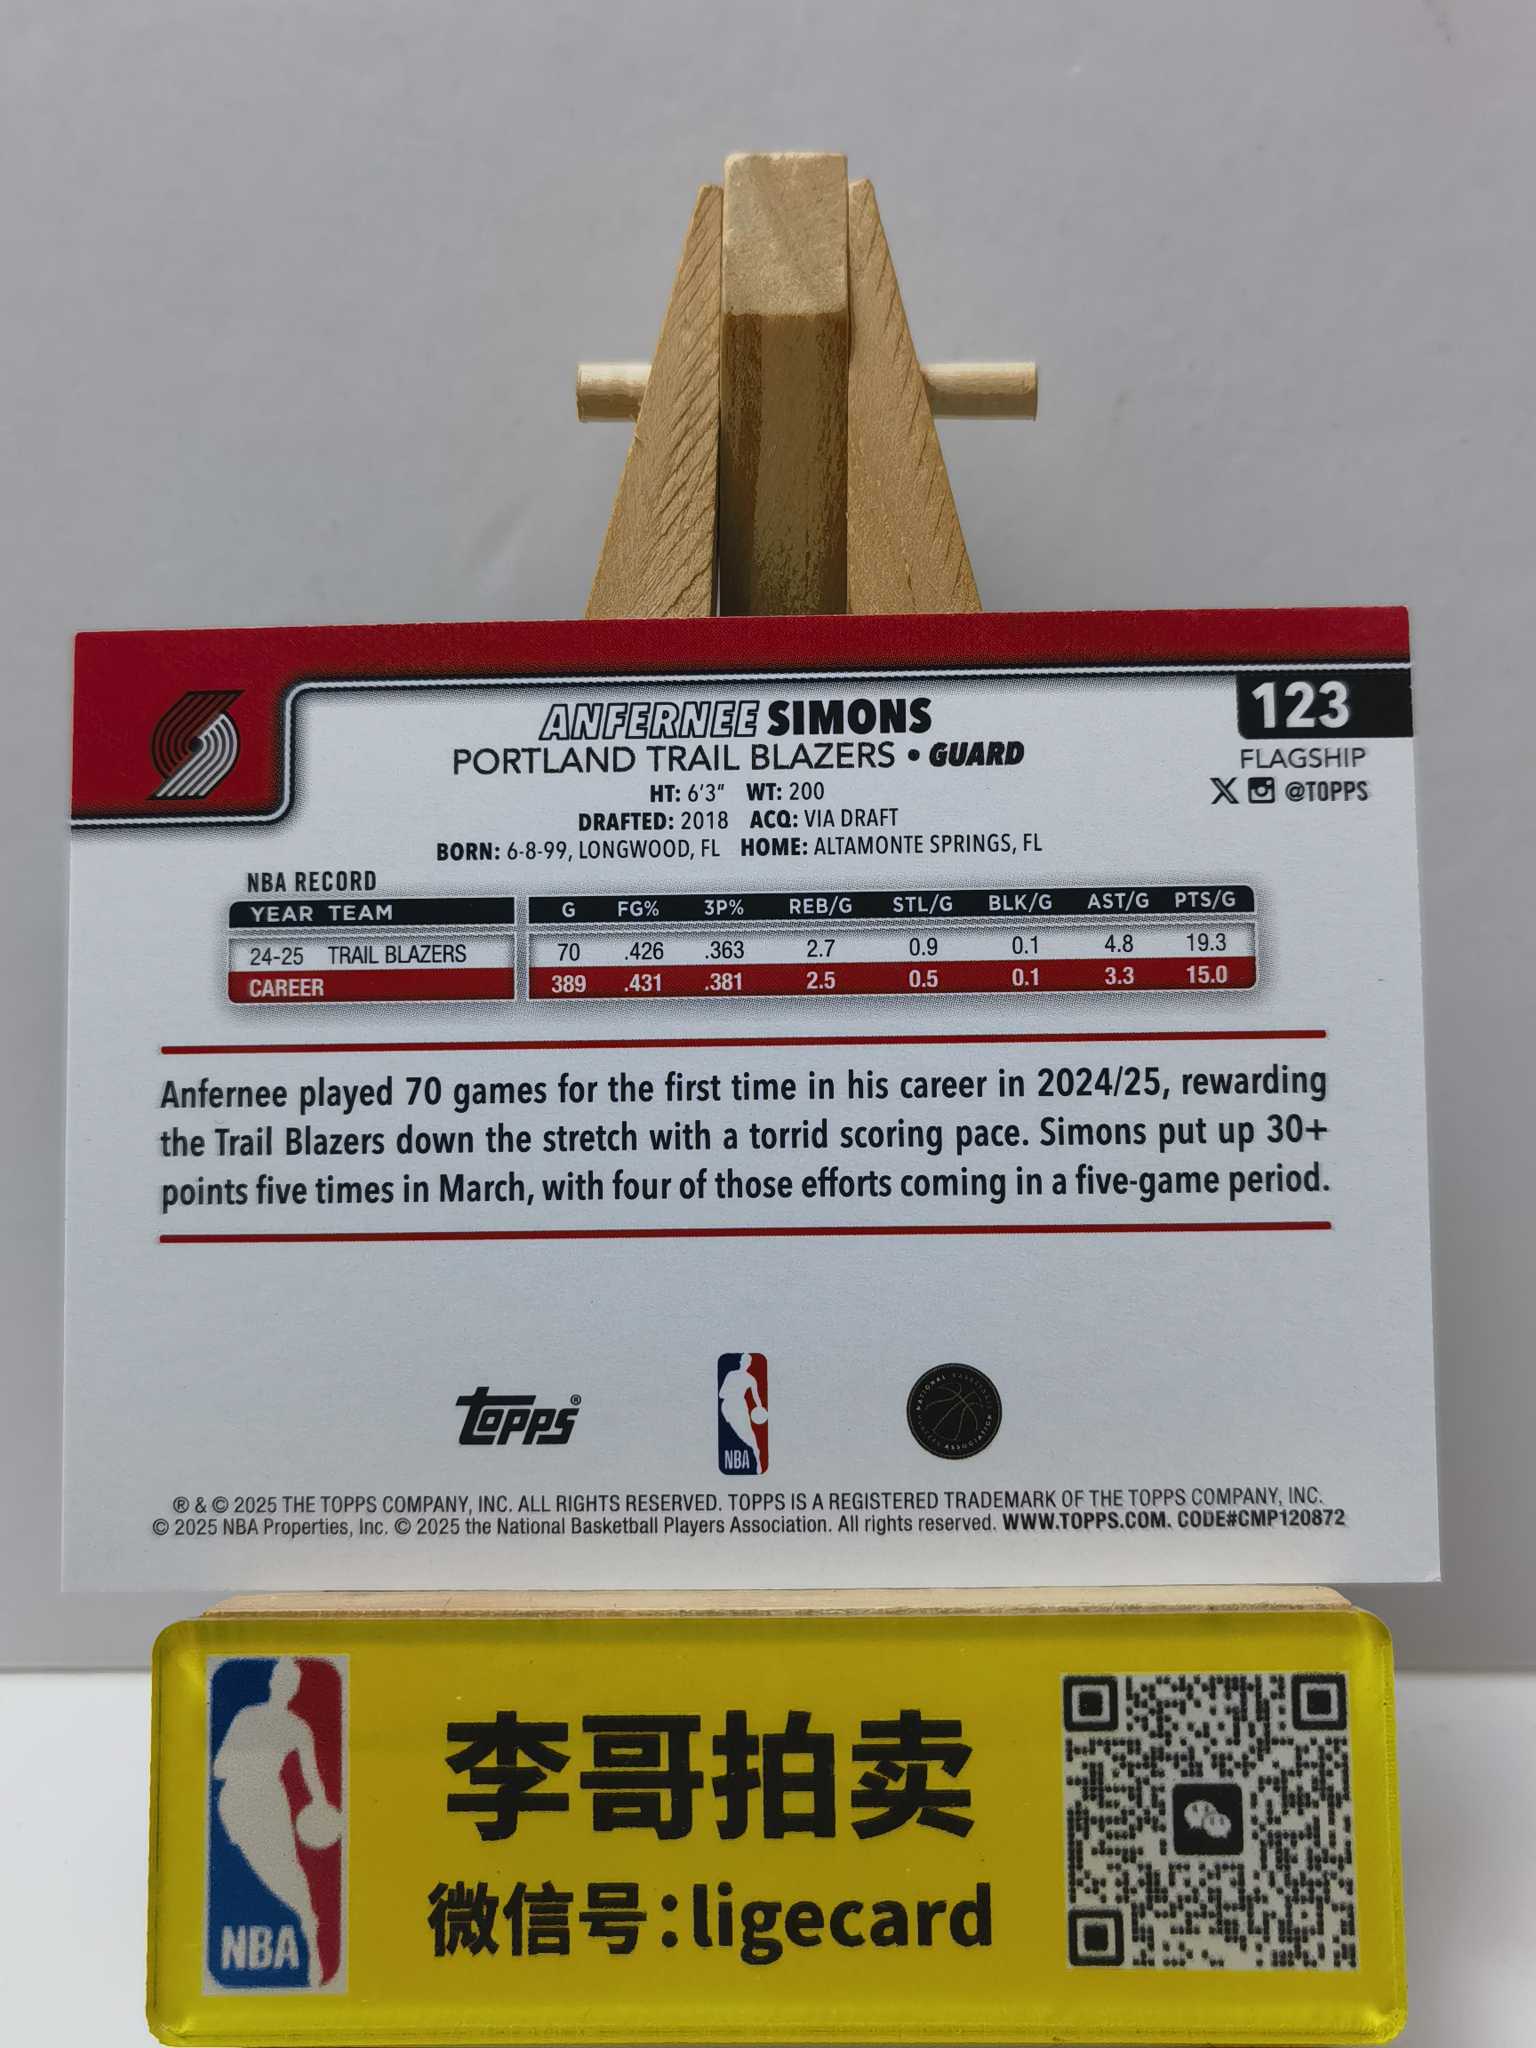 ANFERNEE SIMONS
PORTLAND TRAIL BLAZERS • GUARD
HT: 6'3" WT: 200
DRAFTED: 2018 ACQ: VIA DRAFT
BORN: 6-8-99, LONGWOOD, FL HOME: ALTAMONTE SPRINGS, FL
123
FLAGSHIP
@TOPPS
NBA RECORD
YEAR TEAM G FG% 3P% REB/G STL/G BLK/G AST/G PTS/G
24-25 TRAIL BLAZERS 70 .426 .363 2.7 0.9 0.1 4.8 19.3
CAREER 389 .431 .381 2.5 0.5 0.1 3.3 15.0
Anfernee played 70 games for the first time in his career in 2024/25, rewarding
the Trail Blazers down the stretch with a torrid scoring pace. Simons put up 30+
points five times in March, with four of those efforts coming in a five-game period.
topps®
NBA
NATIONAL BASKETBALL PLAYERS ASSOCIATION
® & © 2025 THE TOPPS COMPANY, INC. ALL RIGHTS RESERVED. TOPPS IS A REGISTERED TRADEMARK OF THE TOPPS COMPANY, INC.
© 2025 NBA Properties, Inc. © 2025 the National Basketball Players Association. All rights reserved. WWW.TOPPS.COM. CODE#CMP120872
李哥拍卖
微信号:ligecard
NBA